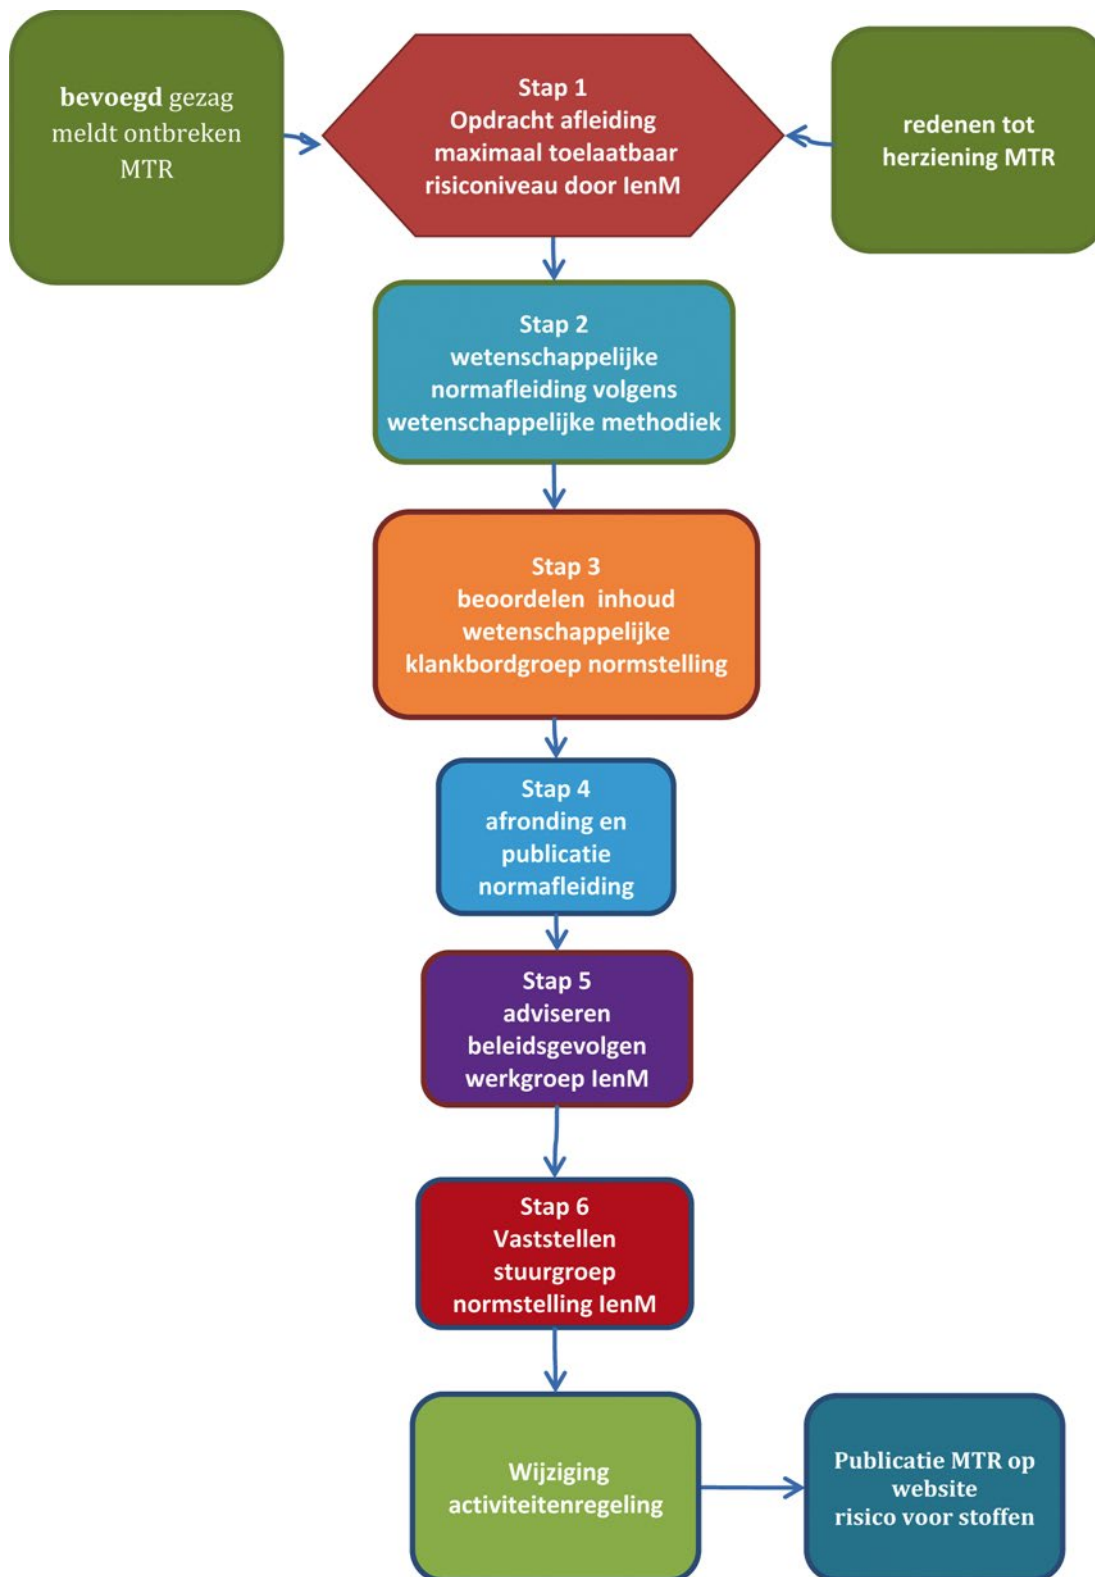 bevoegd gezag
meldt ontbreken
MTR
Stap 1
Opdracht afleiding
maximaal toelaatbaar
risiconiveau door IenM
redenen tot
herziening MTR
Stap 2
wetenschappelijke
normafleiding volgens
wetenschappelijke methodiek
Stap 3
beoordelen inhoud
wetenschappelijke
klankbordgroep normstelling
Stap 4
afronding en
publicatie
normafleiding
Stap 5
adviseren
beleidsgevolgen
werkgroep IenM
Stap 6
Vaststellen
stuurgroep
normstelling IenM
Wijziging
activiteitenregeling
Publicatie MTR op
website
risico voor stoffen